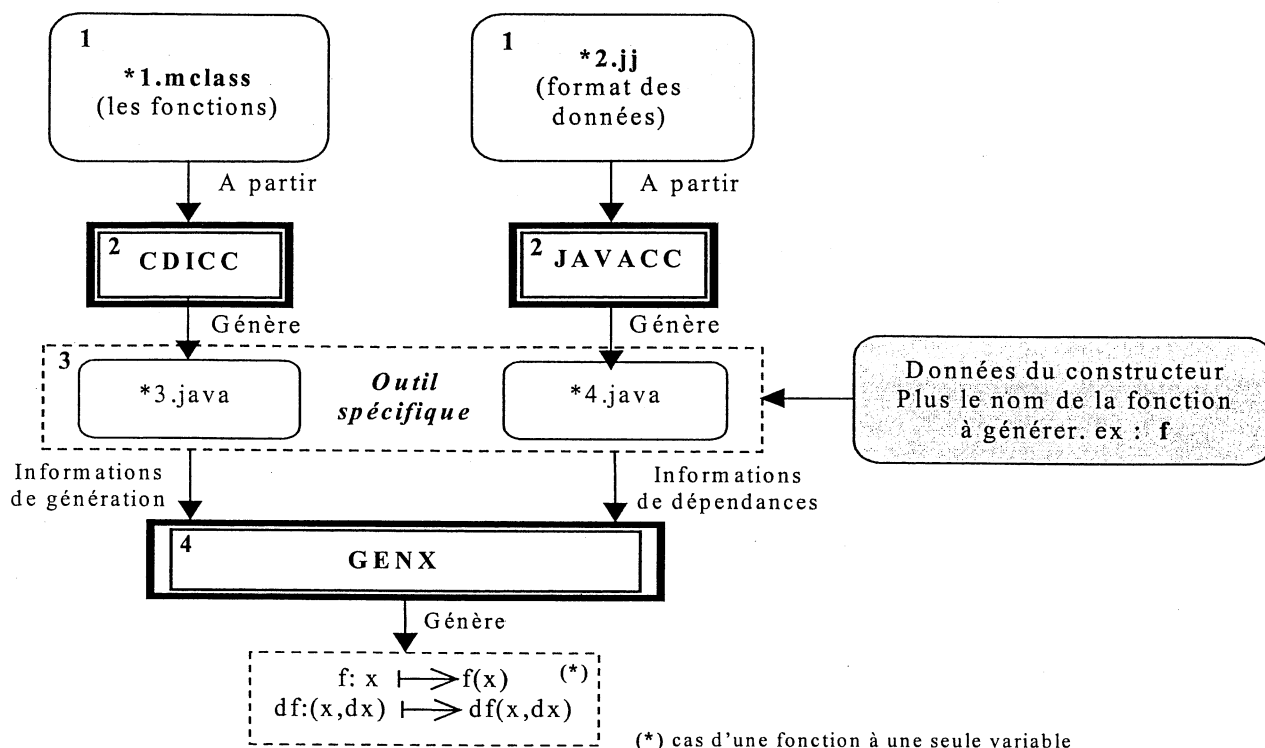 1
*1.mclass
(les fonctions)
1
*2.jj
(format des
données)
A partir
A partir
2
CDICC
2
JAVACC
Génère
Génère
3
*3.java
Outil
spécifique
*4.java
Données du constructeur
Plus le nom de la fonction
à générer. ex : f
Informations
de génération
Informations
de dépendances
4
GENX
Génère
f: x ⟼ f(x) (*)
df:(x,dx) ⟼ df(x,dx)
(*) cas d'une fonction à une seule variable